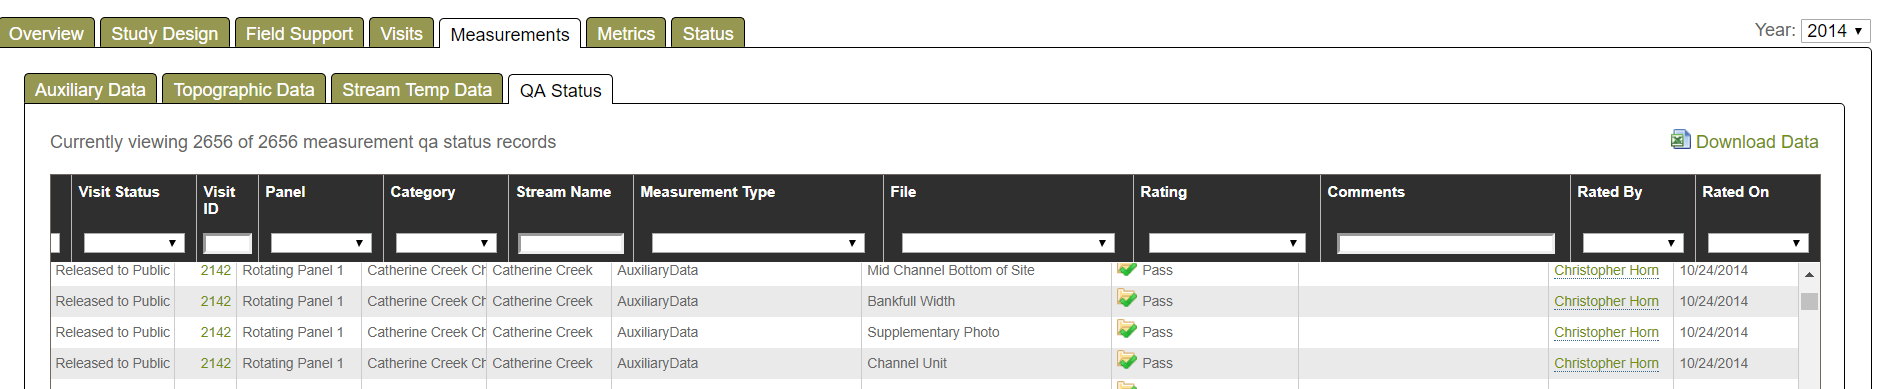 Overview Study Design Field Support Visits Measurements Metrics Status Year: 2014
Auxiliary Data Topographic Data Stream Temp Data QA Status
Currently viewing 2656 of 2656 measurement qa status records Download Data
Visit Status Visit ID Panel Category Stream Name Measurement Type File Rating Comments Rated By Rated On
Released to Public 2142 Rotating Panel 1 Catherine Creek Ch Catherine Creek AuxiliaryData Mid Channel Bottom of Site Pass Christopher Horn 10/24/2014
Released to Public 2142 Rotating Panel 1 Catherine Creek Ch Catherine Creek AuxiliaryData Bankfull Width Pass Christopher Horn 10/24/2014
Released to Public 2142 Rotating Panel 1 Catherine Creek Ch Catherine Creek AuxiliaryData Supplementary Photo Pass Christopher Horn 10/24/2014
Released to Public 2142 Rotating Panel 1 Catherine Creek Ch Catherine Creek AuxiliaryData Channel Unit Pass Christopher Horn 10/24/2014